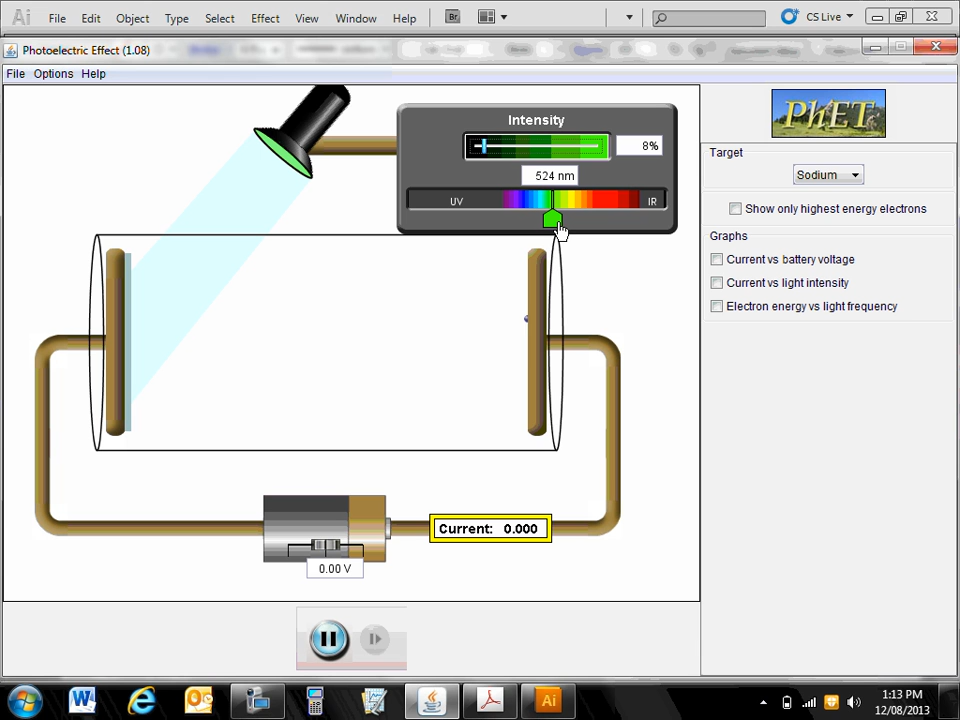 Ai File Edit Object Type Select Effect View Window Help Br CS Live
Photoelectric Effect (1.08)
File Options Help
Intensity
8%
524 nm
UV
IR
PhET
Target
Sodium
Show only highest energy electrons
Graphs
Current vs battery voltage
Current vs light intensity
Electron energy vs light frequency
Current: 0.000
0.00 V
W
Ai
1:13 PM
12/08/2013